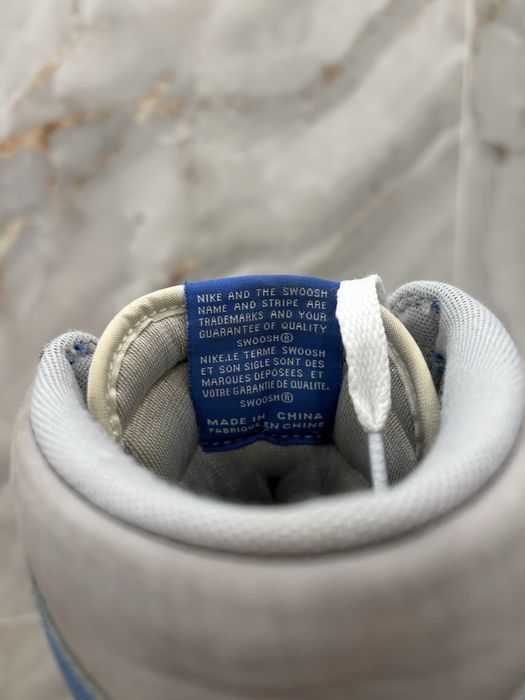 NIKE AND THE SWOOSH
NAME AND STRIPE ARE
TRADEMARKS AND YOUR
GUARANTEE OF QUALITY
SWOOSH®
NIKE.LE TERME SWOOSH
ET SON SIGLE SONT DES
MARQUES DEPOSEES ET
VOTRE GARANTIE DE QUALITE.
SWOOSH®
MADE IN CHINA
FABRIQUE EN CHINE